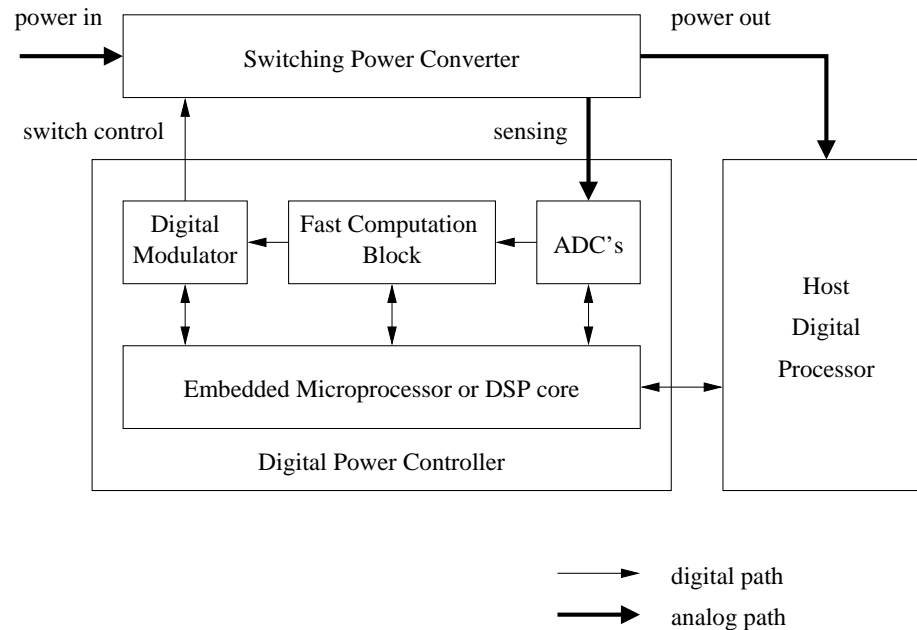 power in
power out
Switching Power Converter
switch control
sensing
Digital
Modulator
Fast Computation
Block
ADC's
Host
Digital
Processor
Embedded Microprocessor or DSP core
Digital Power Controller
digital path
analog path